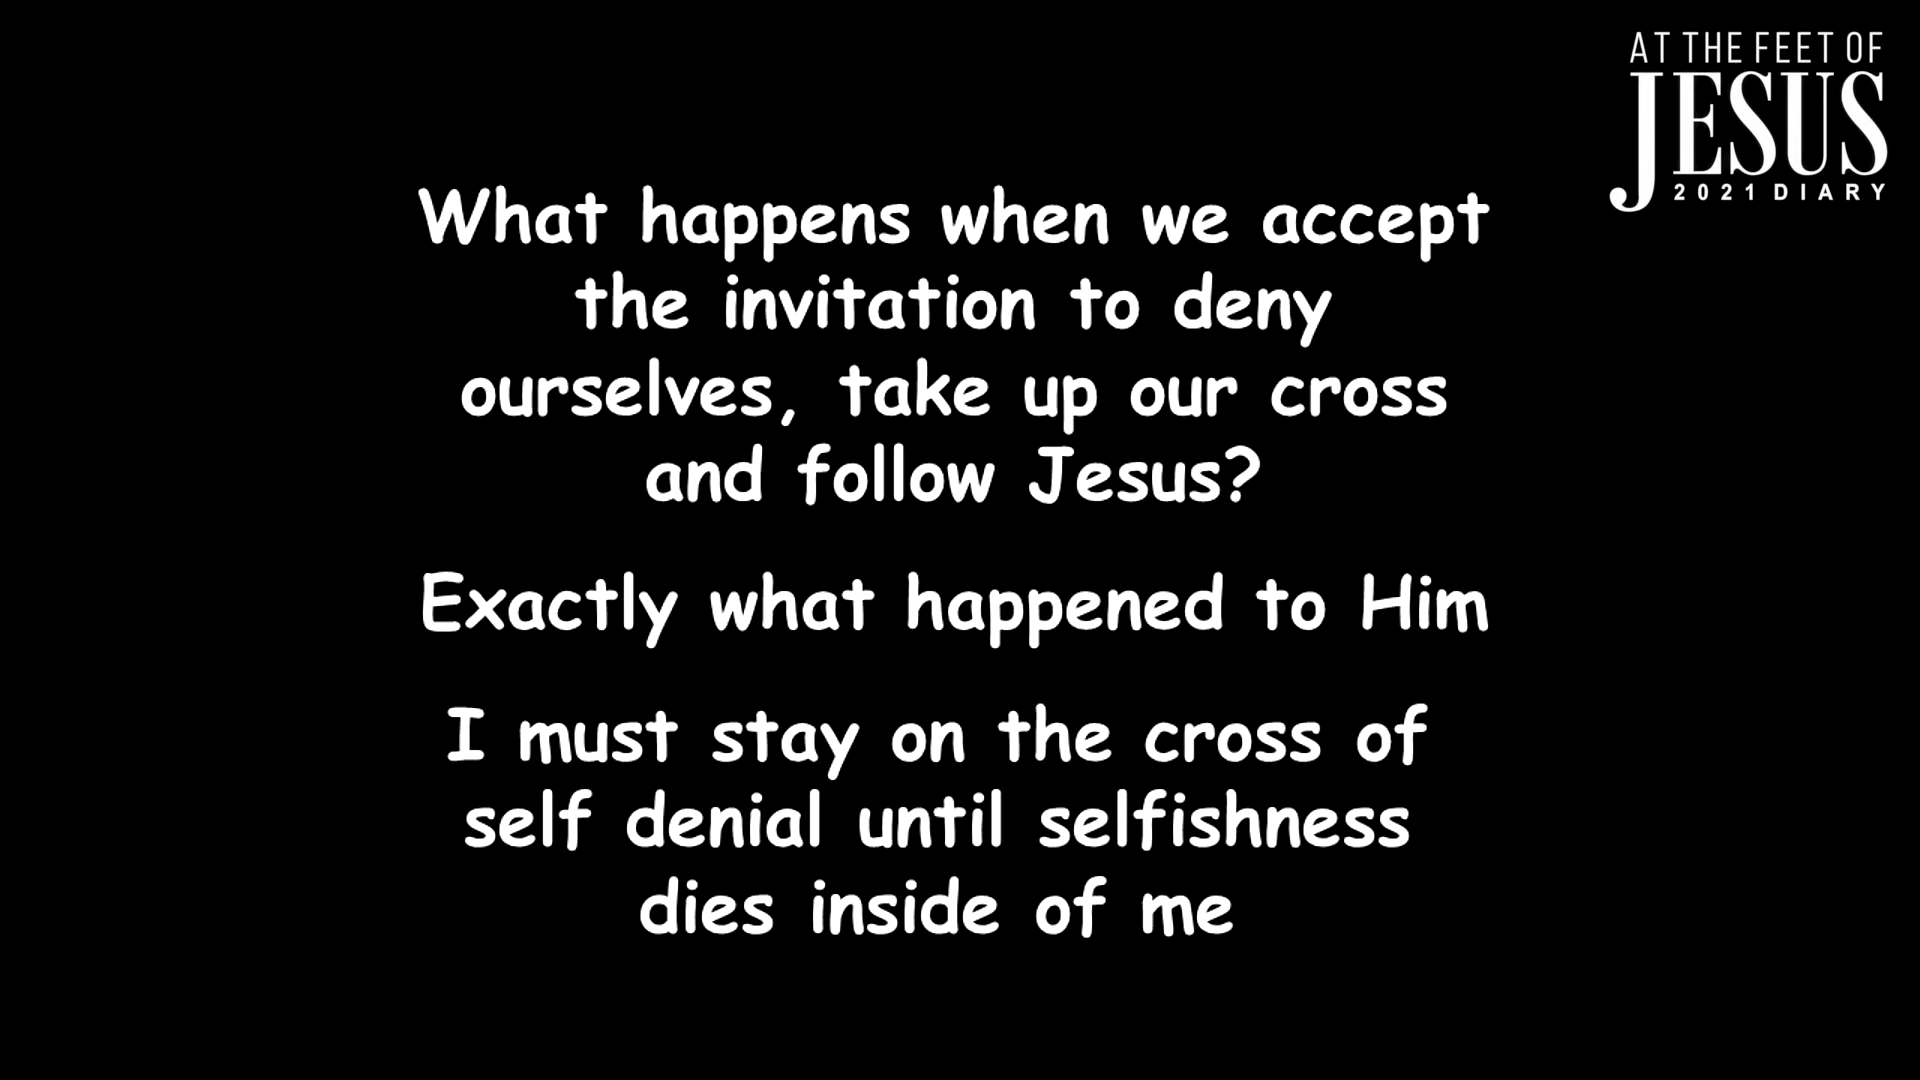 AT THE FEET OF
JESUS
2021 DIARY
What happens when we accept
the invitation to deny
ourselves, take up our cross
and follow Jesus?
Exactly what happened to Him
I must stay on the cross of
self denial until selfishness
dies inside of me